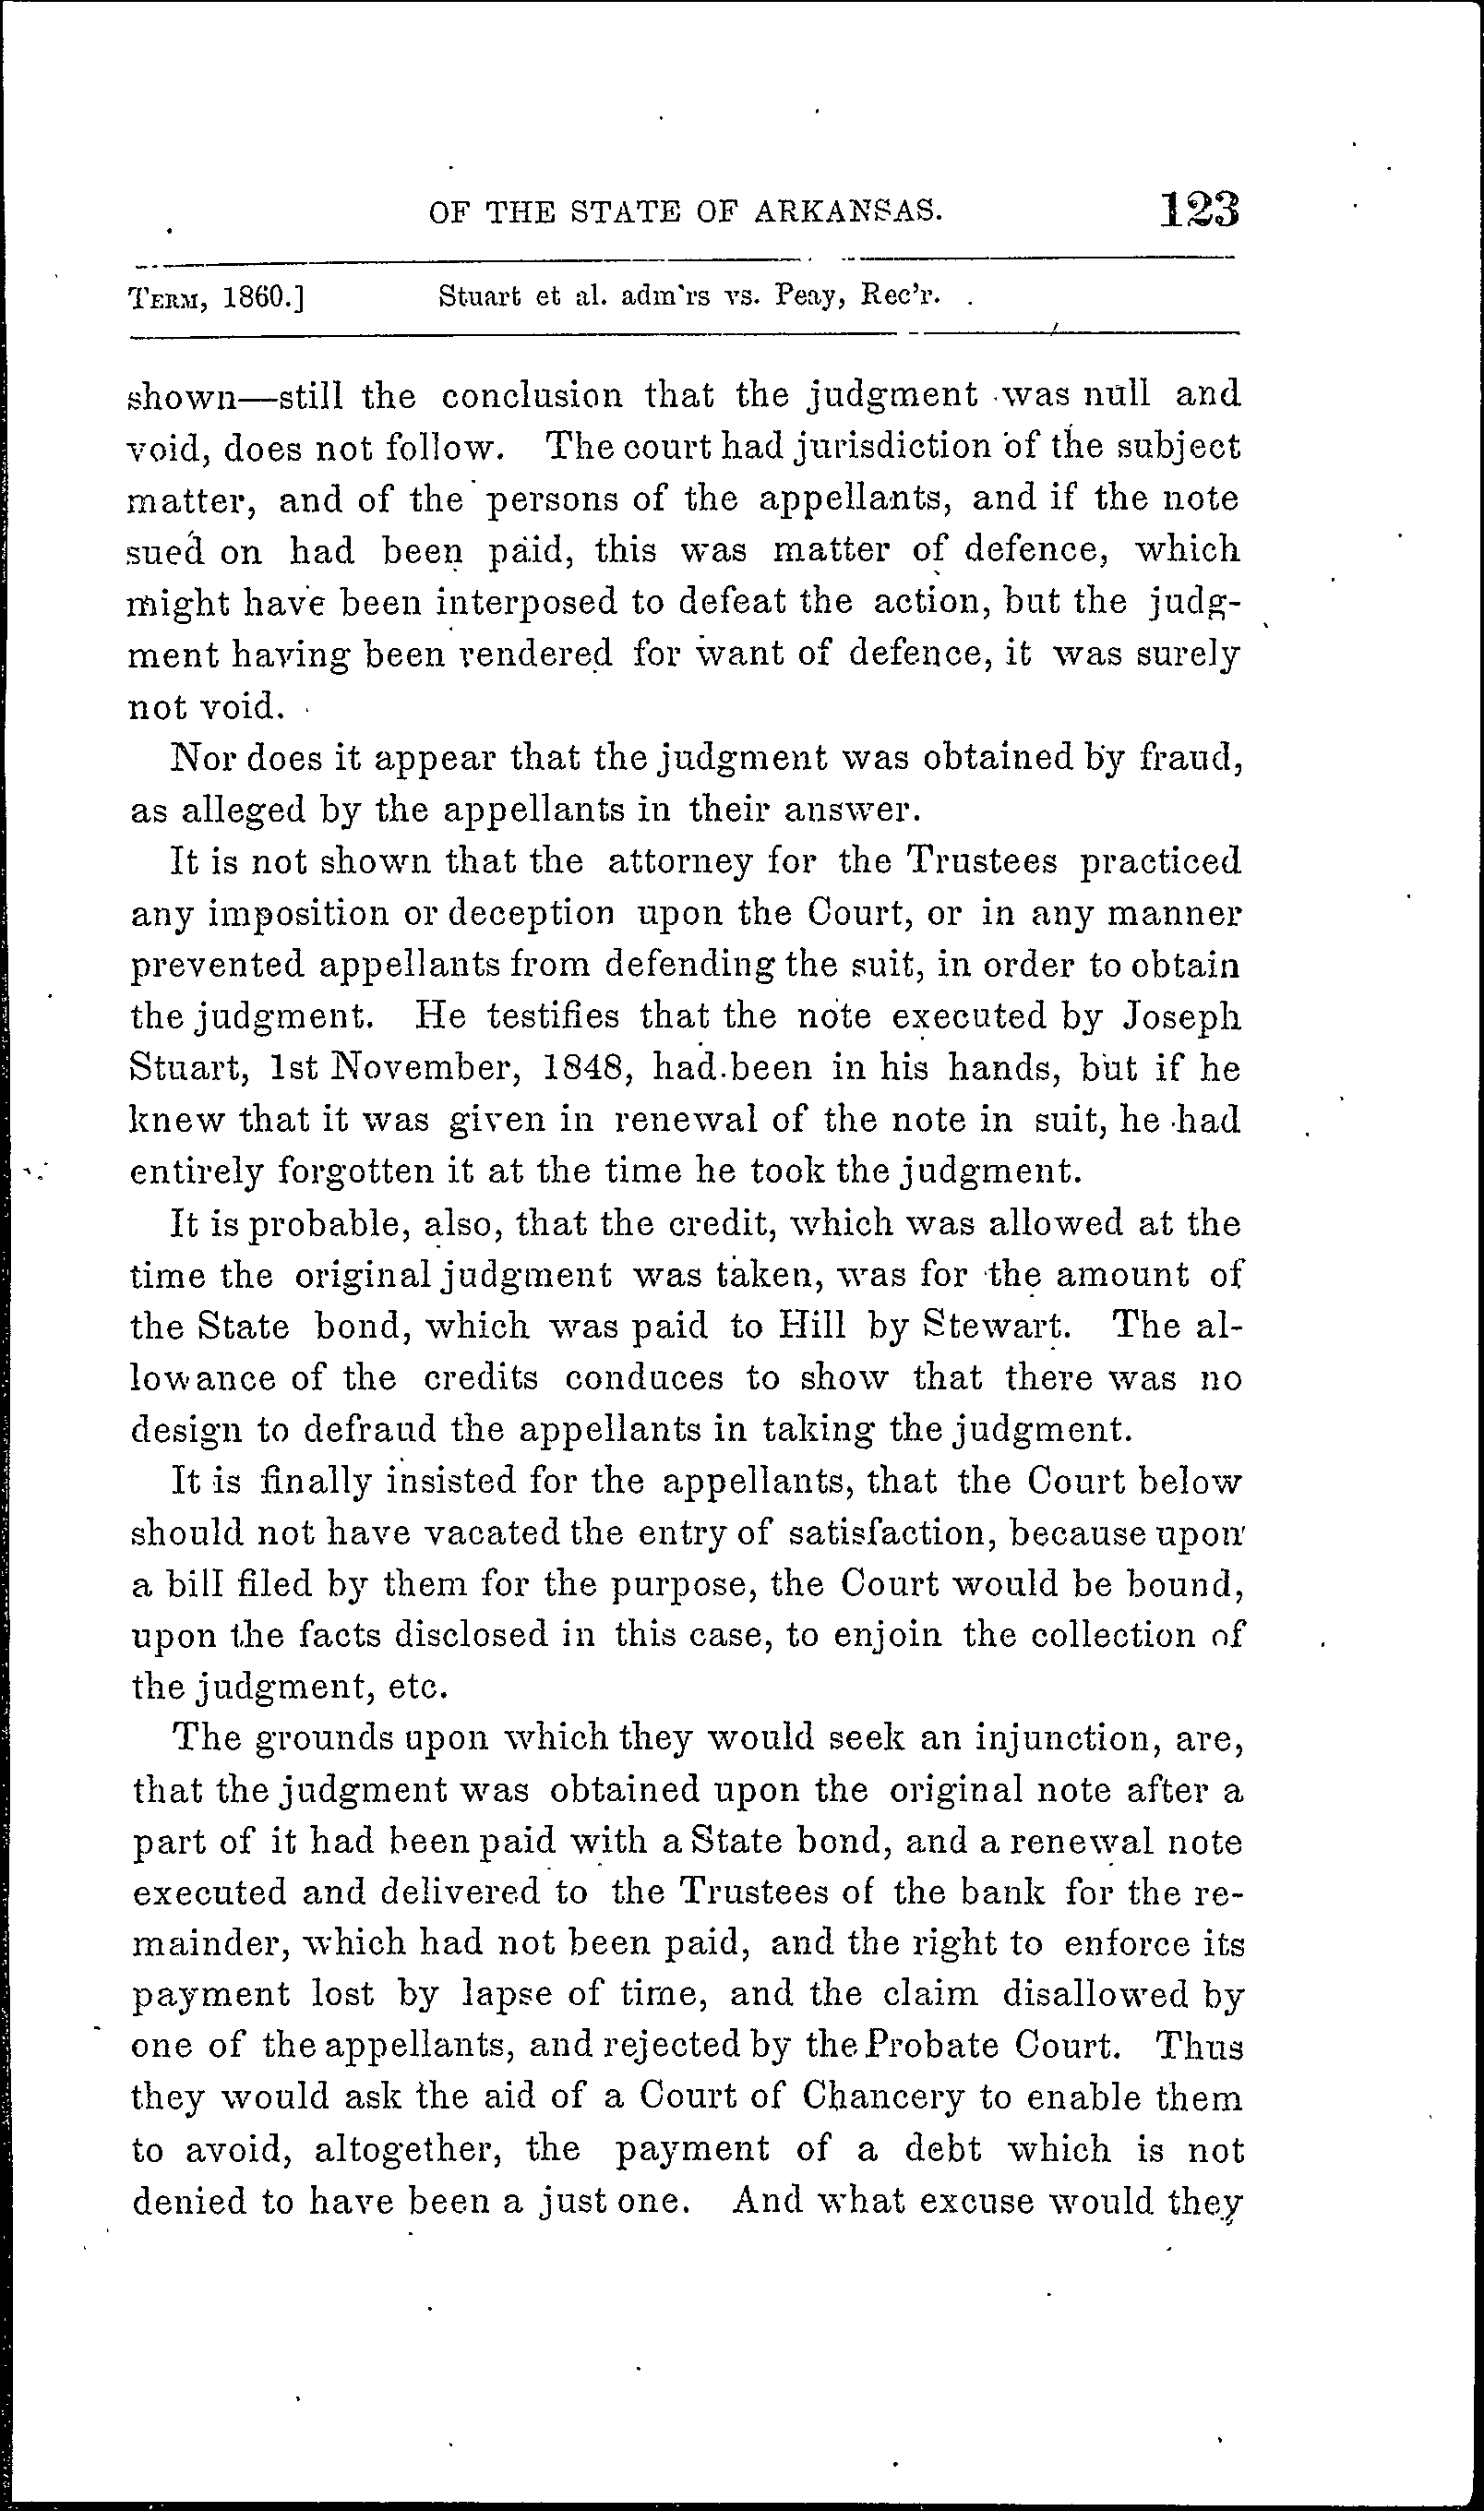 OF THE STATE OF ARKANSAS. 123
TERM, 1860.] Stuart et al. adm'rs vs. Peay, Rec'r.
shown—still the conclusion that the judgment was null and
void, does not follow. The court had jurisdiction of the subject
matter, and of the persons of the appellants, and if the note
sued on had been paid, this was matter of defence, which
might have been interposed to defeat the action, but the judg-
ment having been rendered for want of defence, it was surely
not void.
Nor does it appear that the judgment was obtained by fraud,
as alleged by the appellants in their answer.
It is not shown that the attorney for the Trustees practiced
any imposition or deception upon the Court, or in any manner
prevented appellants from defending the suit, in order to obtain
the judgment. He testifies that the note executed by Joseph
Stuart, 1st November, 1848, had been in his hands, but if he
knew that it was given in renewal of the note in suit, he had
entirely forgotten it at the time he took the judgment.
It is probable, also, that the credit, which was allowed at the
time the original judgment was taken, was for the amount of
the State bond, which was paid to Hill by Stewart. The al-
lowance of the credits conduces to show that there was no
design to defraud the appellants in taking the judgment.
It is finally insisted for the appellants, that the Court below
should not have vacated the entry of satisfaction, because upon
a bill filed by them for the purpose, the Court would be bound,
upon the facts disclosed in this case, to enjoin the collection of
the judgment, etc.
The grounds upon which they would seek an injunction, are,
that the judgment was obtained upon the original note after a
part of it had been paid with a State bond, and a renewal note
executed and delivered to the Trustees of the bank for the re-
mainder, which had not been paid, and the right to enforce its
payment lost by lapse of time, and the claim disallowed by
one of the appellants, and rejected by the Probate Court. Thus
they would ask the aid of a Court of Chancery to enable them
to avoid, altogether, the payment of a debt which is not
denied to have been a just one. And what excuse would they